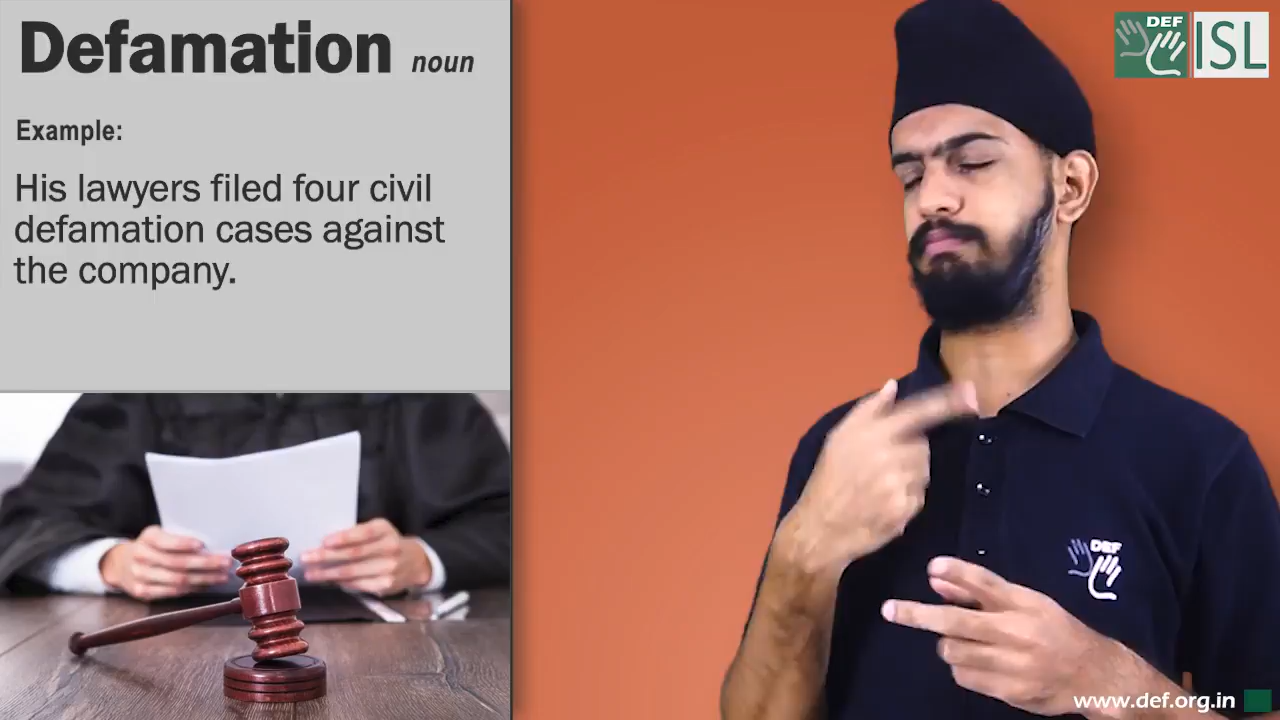 Defamation noun
Example:
His lawyers filed four civil
defamation cases against
the company.
DEF
ISL
DEF
www.def.org.in